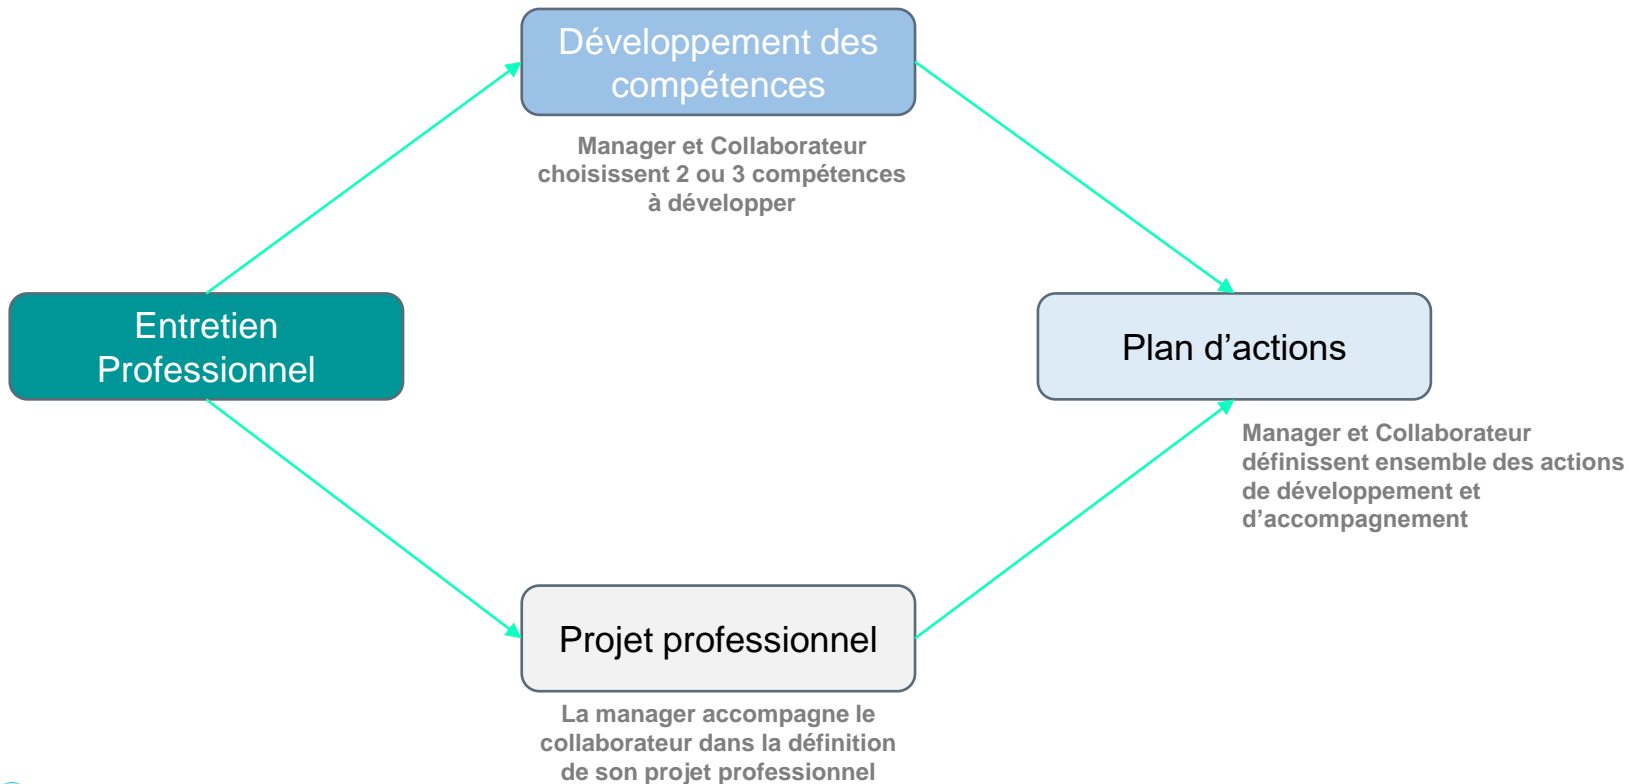 Développement des
compétences
Manager et Collaborateur
choisissent 2 ou 3 compétences
à développer
Entretien
Professionnel
Plan d’actions
Manager et Collaborateur
définissent ensemble des actions
de développement et
d’accompagnement
Projet professionnel
La manager accompagne le
collaborateur dans la définition
de son projet professionnel